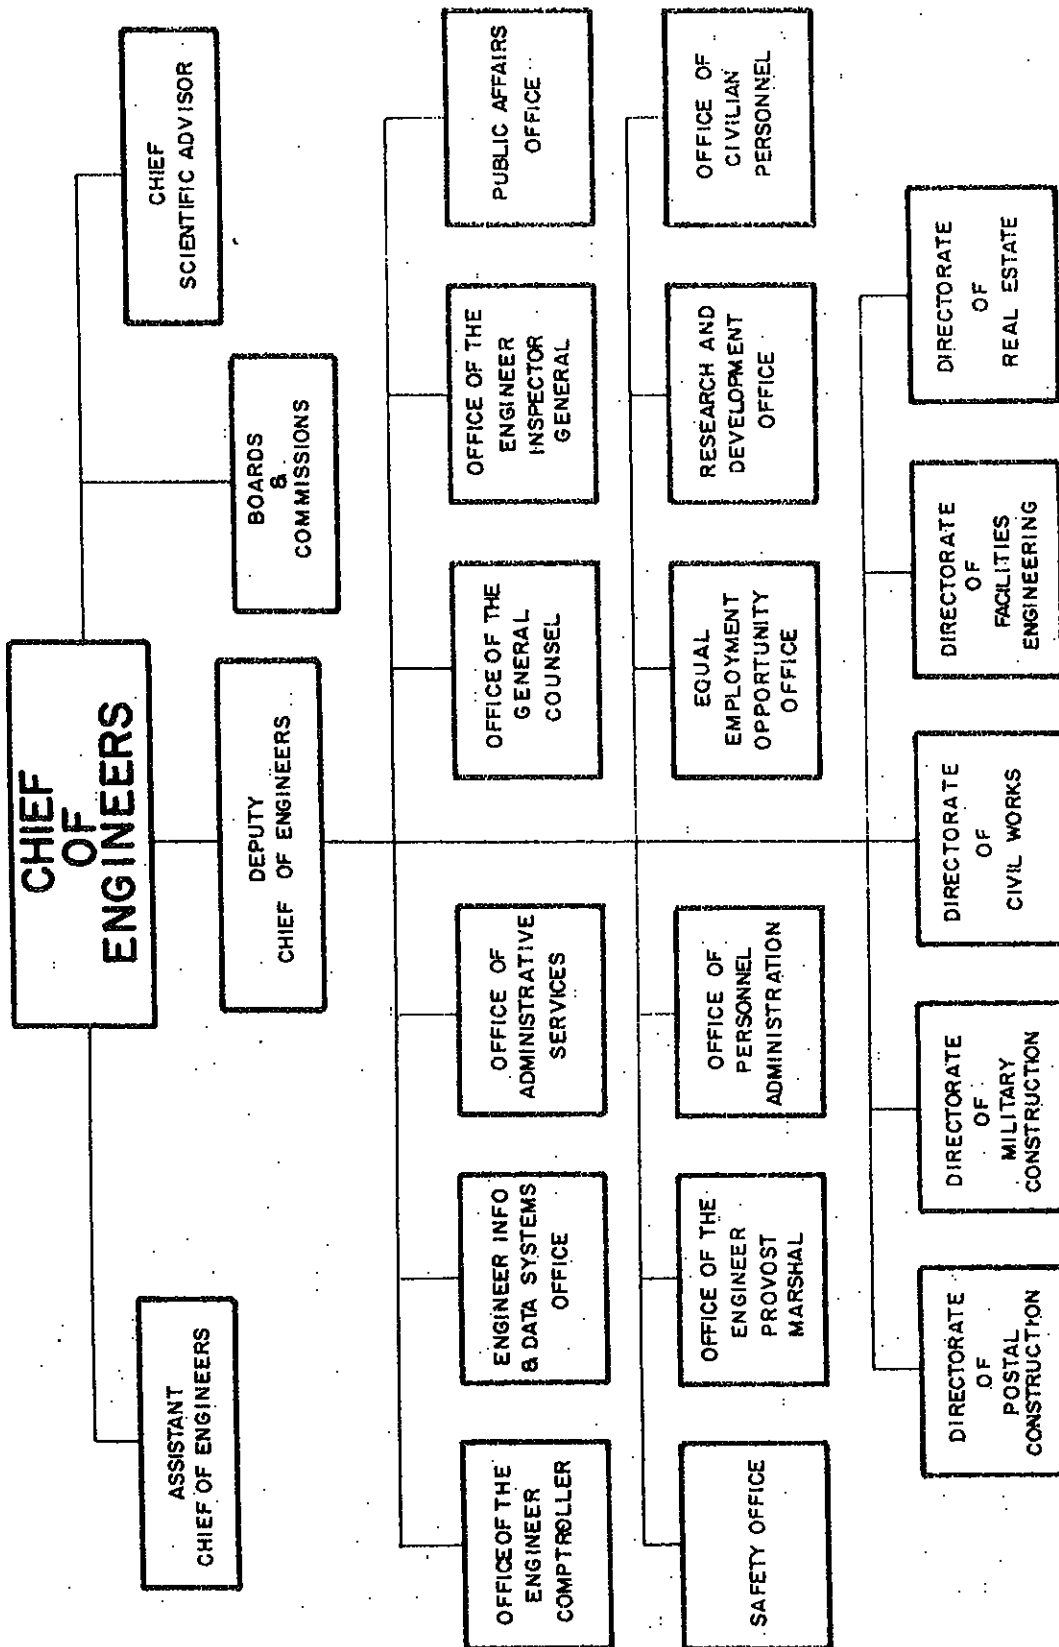 CHIEF
OF
ENGINEERS
ASSISTANT
CHIEF OF ENGINEERS
CHIEF
SCIENTIFIC ADVISOR
DEPUTY
CHIEF OF ENGINEERS
BOARDS
&
COMMISSIONS
OFFICE OF THE
ENGINEER
COMPTROLLER
ENGINEER INFO
& DATA SYSTEMS
OFFICE
OFFICE OF
ADMINISTRATIVE
SERVICES
OFFICE OF THE
GENERAL
COUNSEL
OFFICE OF THE
ENGINEER
INSPECTOR
GENERAL
PUBLIC AFFAIRS
OFFICE
SAFETY OFFICE
OFFICE OF THE
ENGINEER
PROVOST
MARSHAL
OFFICE OF
PERSONNEL
ADMINISTRATION
EQUAL
EMPLOYMENT
OPPORTUNITY
OFFICE
RESEARCH AND
DEVELOPMENT
OFFICE
OFFICE OF
CIVILIAN
PERSONNEL
DIRECTORATE
OF
POSTAL
CONSTRUCTION
DIRECTORATE
OF
MILITARY
CONSTRUCTION
DIRECTORATE
OF
CIVIL WORKS
DIRECTORATE
OF
FACILITIES
ENGINEERING
DIRECTORATE
OF
REAL ESTATE